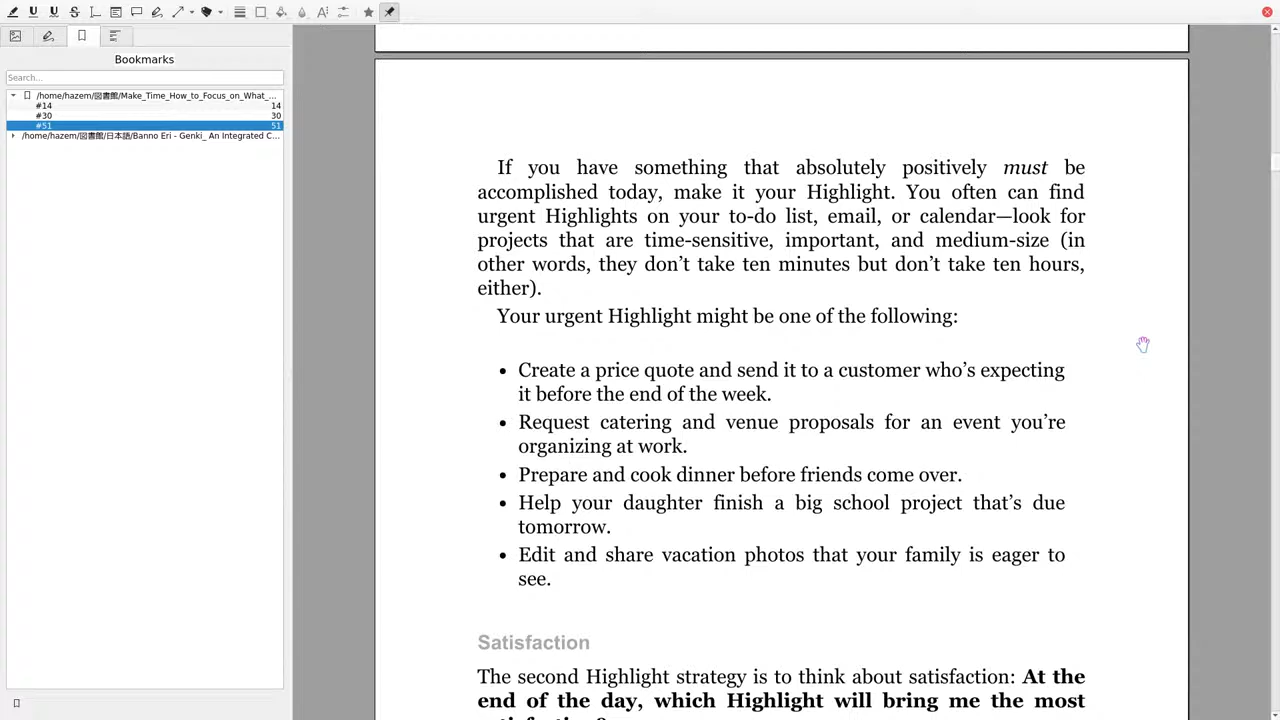 Bookmarks
Search...
/home/hazem/図書館/Make_Time_How_to_Focus_on_What_...
#14 14
#30 30
#51 51
/home/hazem/図書館/日本語/Banno Eri - Genki_ An Integrated C...
If you have something that absolutely positively must be
accomplished today, make it your Highlight. You often can find
urgent Highlights on your to-do list, email, or calendar—look for
projects that are time-sensitive, important, and medium-size (in
other words, they don’t take ten minutes but don’t take ten hours,
either).
Your urgent Highlight might be one of the following:
• Create a price quote and send it to a customer who’s expecting
it before the end of the week.
• Request catering and venue proposals for an event you’re
organizing at work.
• Prepare and cook dinner before friends come over.
• Help your daughter finish a big school project that’s due
tomorrow.
• Edit and share vacation photos that your family is eager to
see.
Satisfaction
The second Highlight strategy is to think about satisfaction: At the
end of the day, which Highlight will bring me the most